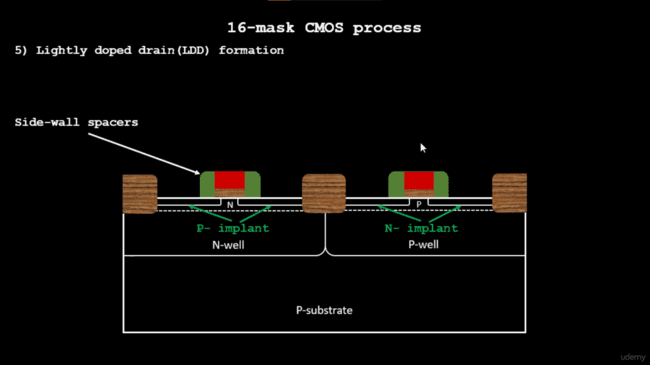 16-mask CMOS process
5) Lightly doped drain(LDD) formation
Side-wall spacers
N
P
P- implant
N- implant
N-well
P-well
P-substrate
udemy